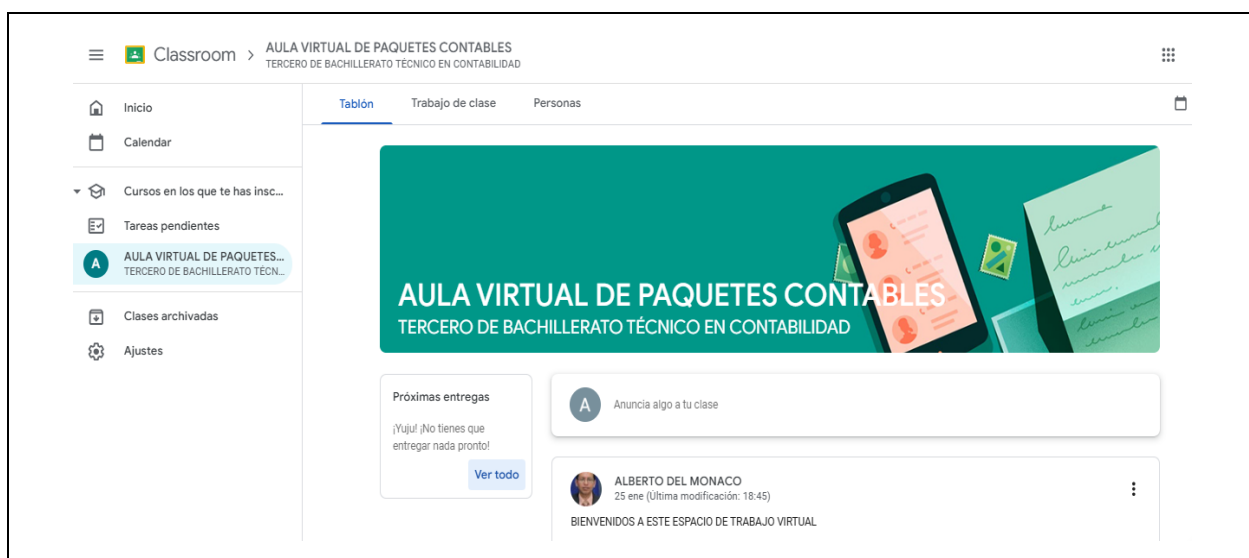 Classroom > AULA VIRTUAL DE PAQUETES CONTABLES
TERCERO DE BACHILLERATO TÉCNICO EN CONTABILIDAD
Inicio
Calendar
Cursos en los que te has insc...
Tareas pendientes
A
AULA VIRTUAL DE PAQUETES...
TERCERO DE BACHILLERATO TÉCN...
Clases archivadas
Ajustes
Tablón Trabajo de clase Personas
AULA VIRTUAL DE PAQUETES CONTABLES
TERCERO DE BACHILLERATO TÉCNICO EN CONTABILIDAD
Próximas entregas
¡Yuju! ¡No tienes que
entregar nada pronto!
Ver todo
A Anuncia algo a tu clase
ALBERTO DEL MONACO
25 ene (Última modificación: 18:45)
BIENVENIDOS A ESTE ESPACIO DE TRABAJO VIRTUAL